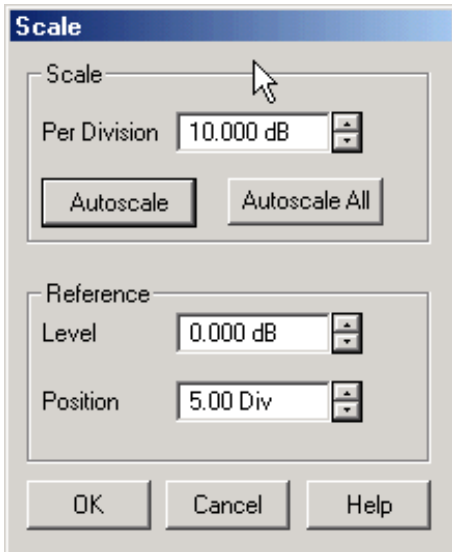 Scale
Scale
Per Division 10.000 dB
Autoscale Autoscale All
Reference
Level 0.000 dB
Position 5.00 Div
OK Cancel Help